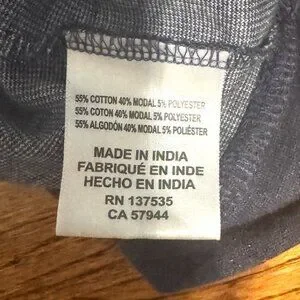 55% COTTON 40% MODAL 5% POLYESTER
55% COTON 40% MODAL 5% POLYESTER
55% ALGODÓN 40% MODAL 5% POLIÉSTER
MADE IN INDIA
FABRIQUÉ EN INDE
HECHO EN INDIA
RN 137535
CA 57944